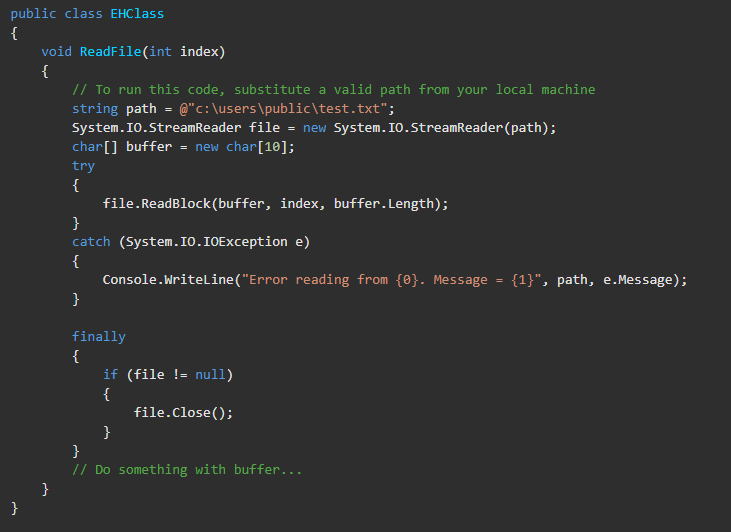 public class EHClass
{
    void ReadFile(int index)
    {
        // To run this code, substitute a valid path from your local machine
        string path = @"c:\users\public\test.txt";
        System.IO.StreamReader file = new System.IO.StreamReader(path);
        char[] buffer = new char[10];
        try
        {
            file.ReadBlock(buffer, index, buffer.Length);
        }
        catch (System.IO.IOException e)
        {
            Console.WriteLine("Error reading from {0}. Message = {1}", path, e.Message);
        }

        finally
        {
            if (file != null)
            {
                file.Close();
            }
        }
        // Do something with buffer...
    }
}